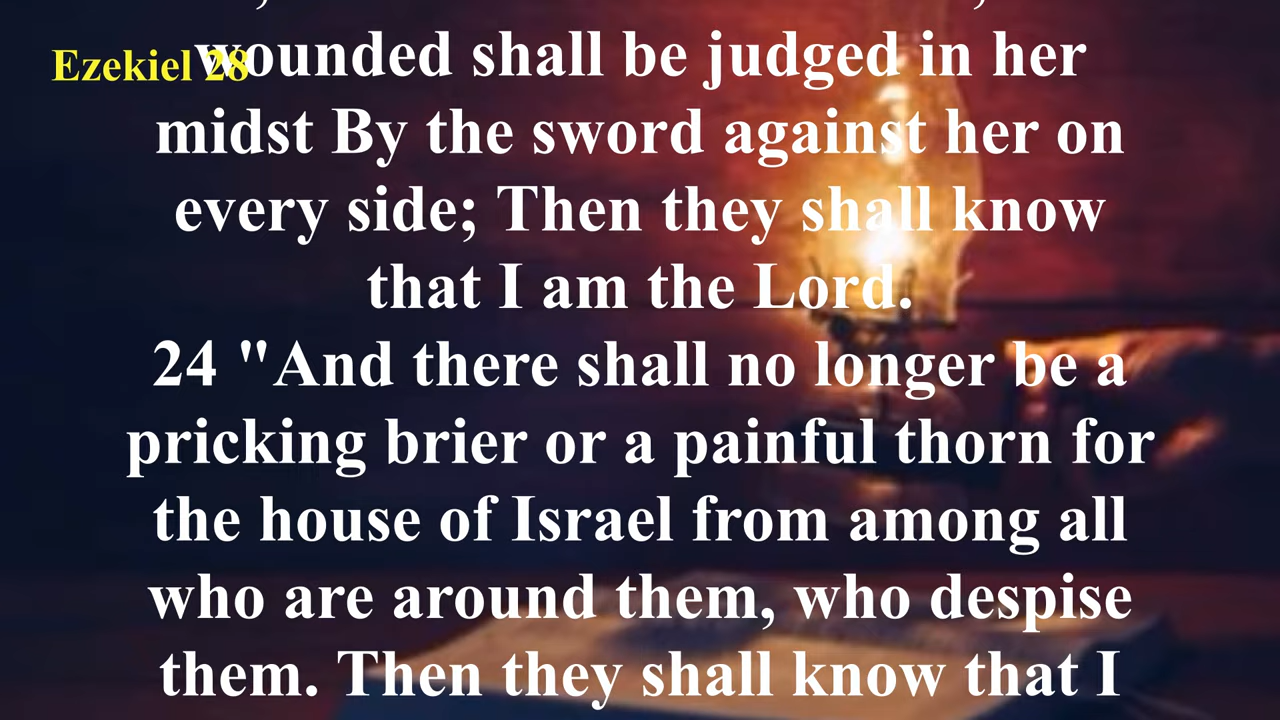 Ezekiel 28
wounded shall be judged in her
midst By the sword against her on
every side; Then they shall know
that I am the Lord.
24 "And there shall no longer be a
pricking brier or a painful thorn for
the house of Israel from among all
who are around them, who despise
them. Then they shall know that I